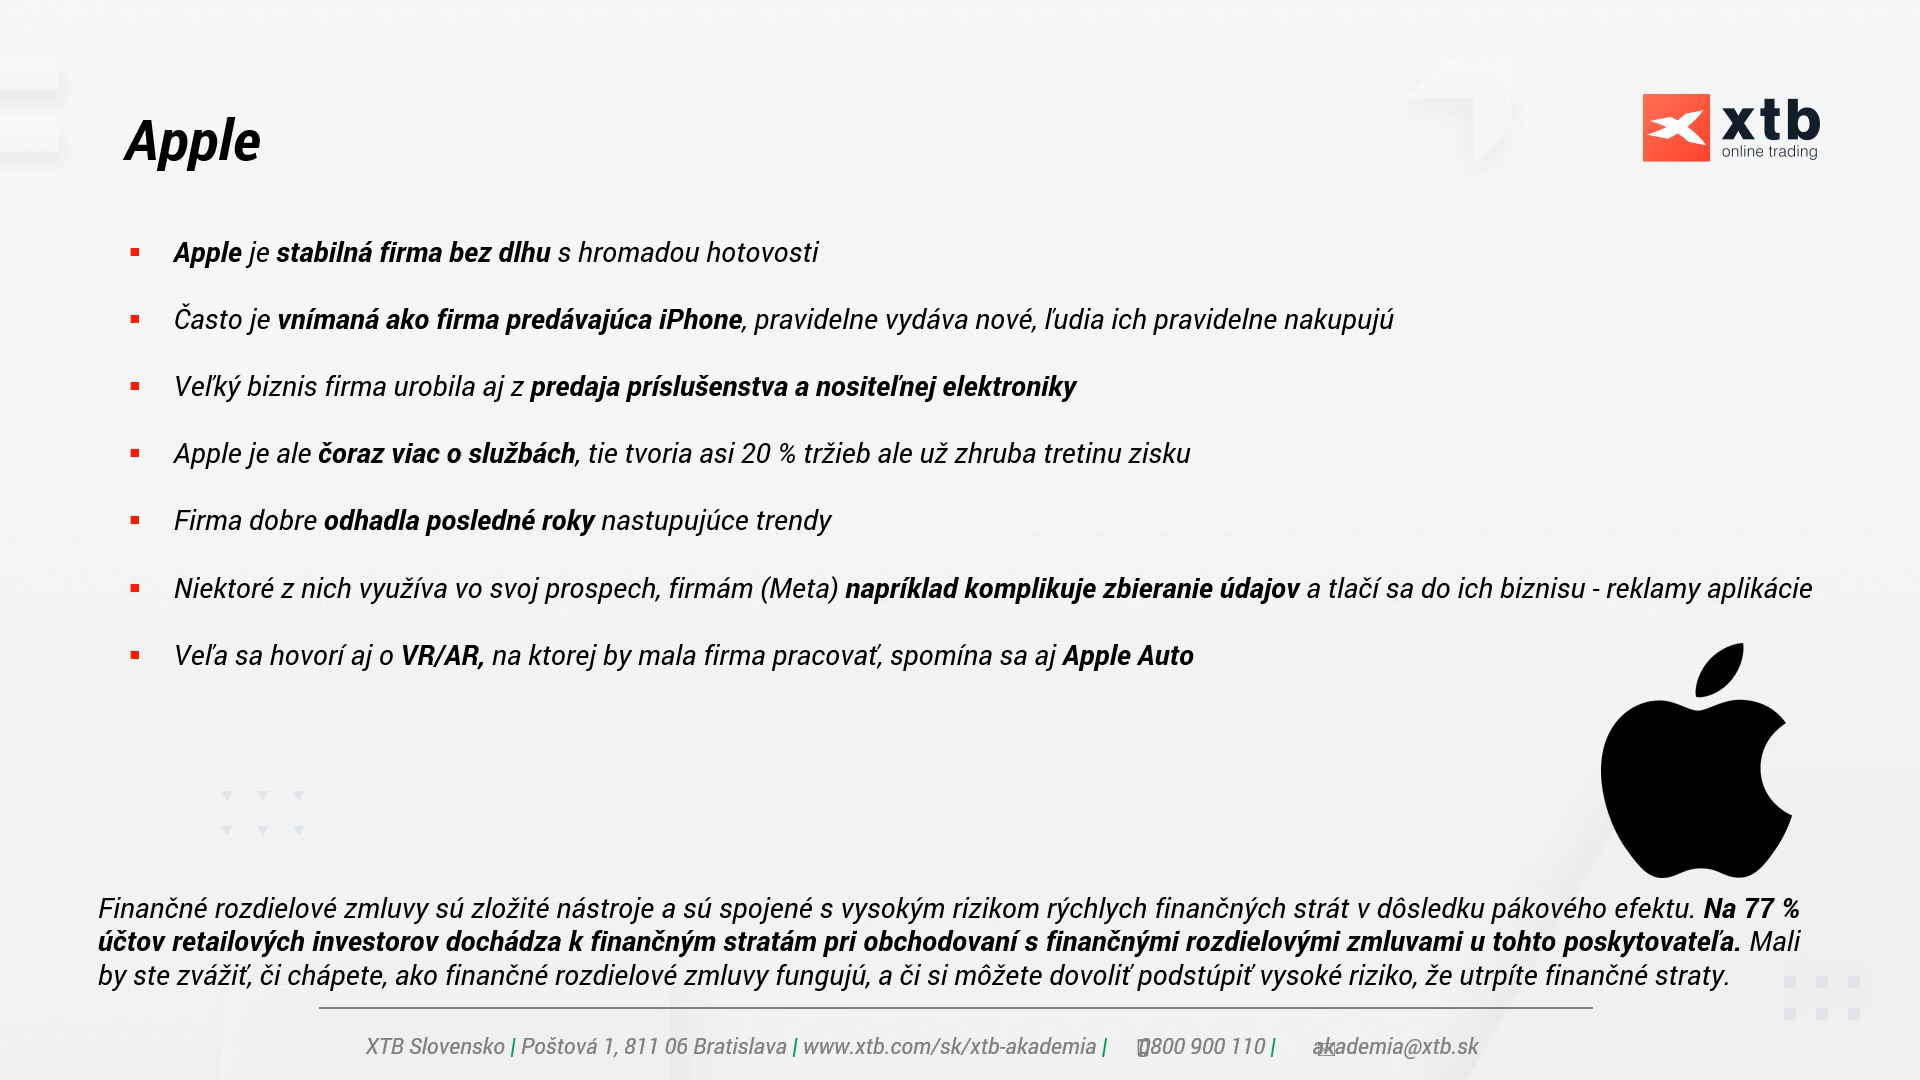 Apple
xtb
online trading
Apple je stabilná firma bez dlhu s hromadou hotovosti
Často je vnímaná ako firma predávajúca iPhone, pravidelne vydáva nové, ľudia ich pravidelne nakupujú
Veľký biznis firma urobila aj z predaja príslušenstva a nositeľnej elektroniky
Apple je ale čoraz viac o službách, tie tvoria asi 20 % tržieb ale už zhruba tretinu zisku
Firma dobre odhadla posledné roky nastupujúce trendy
Niektoré z nich využíva vo svoj prospech, firmám (Meta) napríklad komplikuje zbieranie údajov a tlačí sa do ich biznisu - reklamy aplikácie
Veľa sa hovorí aj o VR/AR, na ktorej by mala firma pracovať, spomína sa aj Apple Auto
Finančné rozdielové zmluvy sú zložité nástroje a sú spojené s vysokým rizikom rýchlych finančných strát v dôsledku pákového efektu. Na 77 %
účtov retailových investorov dochádza k finančným stratám pri obchodovaní s finančnými rozdielovými zmluvami u tohto poskytovateľa. Mali
by ste zvážiť, či chápete, ako finančné rozdielové zmluvy fungujú, a či si môžete dovoliť podstúpiť vysoké riziko, že utrpíte finančné straty.
XTB Slovensko | Poštová 1, 811 06 Bratislava | www.xtb.com/sk/xtb-akademia | 0800 900 110 | akademia@xtb.sk